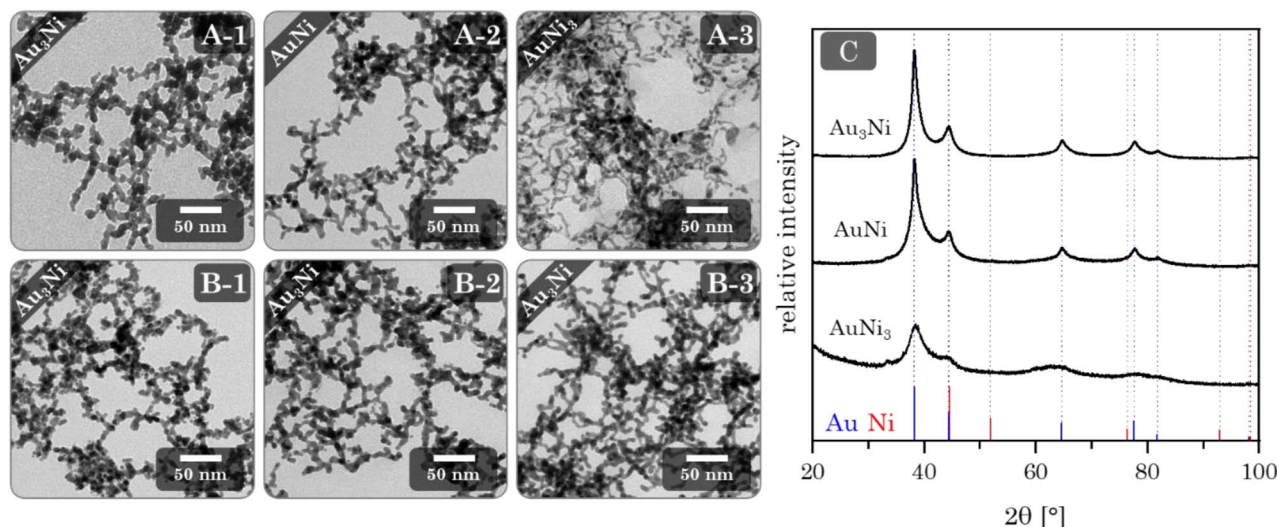 Au₃Ni
A-1
50 nm
AuNi
A-2
50 nm
AuNi₃
A-3
50 nm
Au₃Ni
B-1
50 nm
Au₃Ni
B-2
50 nm
Au₃Ni
B-3
50 nm
C
relative intensity
Au₃Ni
AuNi
AuNi₃
Au Ni
20 40 60 80 100
2θ [°]